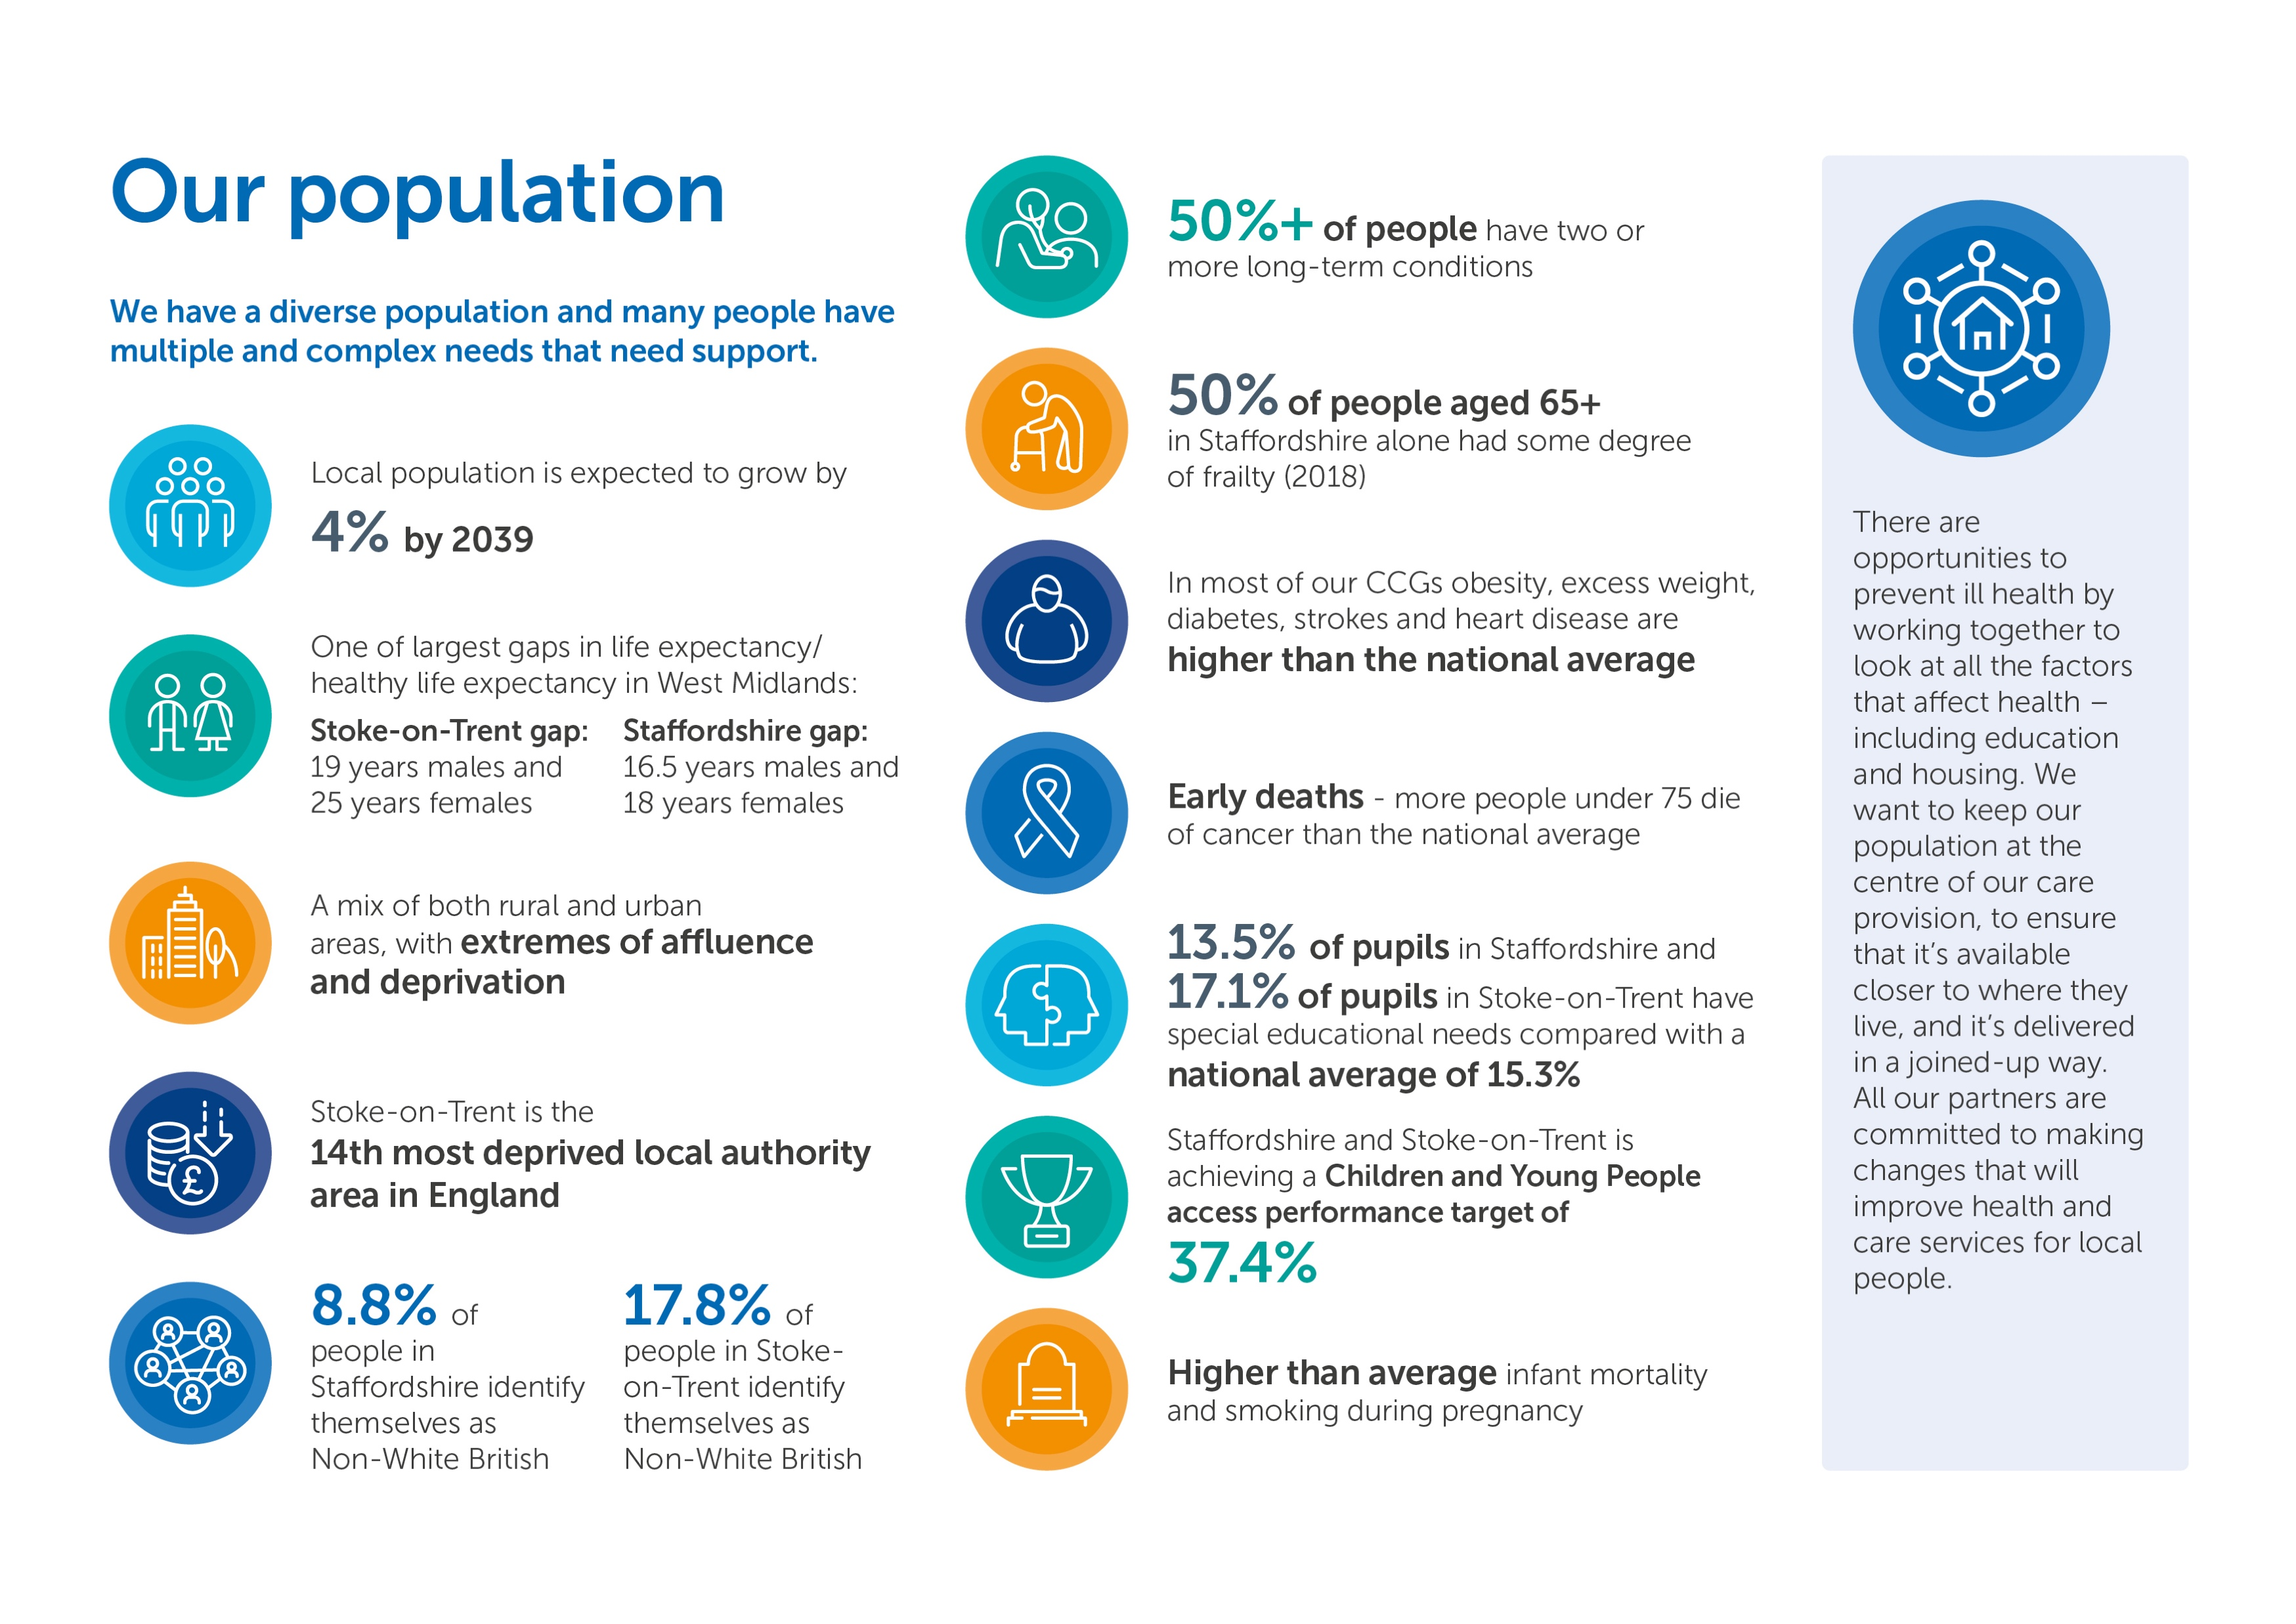 Our population
We have a diverse population and many people have
multiple and complex needs that need support.
Local population is expected to grow by
4% by 2039
One of largest gaps in life expectancy/
healthy life expectancy in West Midlands:
Stoke-on-Trent gap:
19 years males and
25 years females
Staffordshire gap:
16.5 years males and
18 years females
A mix of both rural and urban
areas, with extremes of affluence
and deprivation
Stoke-on-Trent is the
14th most deprived local authority
area in England
8.8% of
people in
Staffordshire identify
themselves as
Non-White British
17.8% of
people in Stoke-
on-Trent identify
themselves as
Non-White British
50%+ of people have two or
more long-term conditions
50% of people aged 65+
in Staffordshire alone had some degree
of frailty (2018)
In most of our CCGs obesity, excess weight,
diabetes, strokes and heart disease are
higher than the national average
Early deaths - more people under 75 die
of cancer than the national average
13.5% of pupils in Staffordshire and
17.1% of pupils in Stoke-on-Trent have
special educational needs compared with a
national average of 15.3%
Staffordshire and Stoke-on-Trent is
achieving a Children and Young People
access performance target of
37.4%
Higher than average infant mortality
and smoking during pregnancy
There are
opportunities to
prevent ill health by
working together to
look at all the factors
that affect health –
including education
and housing. We
want to keep our
population at the
centre of our care
provision, to ensure
that it's available
closer to where they
live, and it's delivered
in a joined-up way.
All our partners are
committed to making
changes that will
improve health and
care services for local
people.